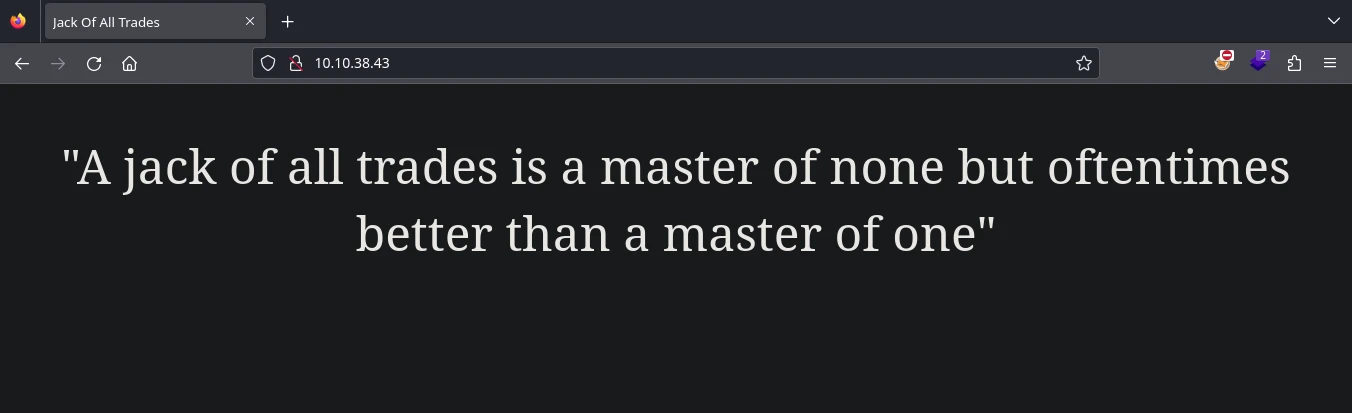 Jack Of All Trades
10.10.38.43
2
"A jack of all trades is a master of none but oftentimes
better than a master of one"